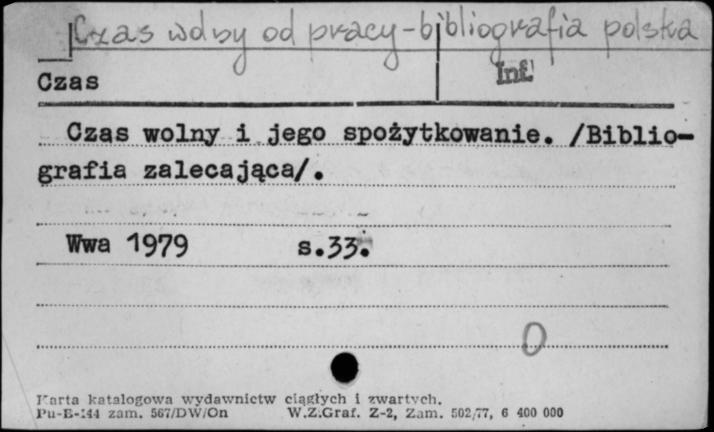 Czas wolny od pracy - bibliografia polska
Inf.
Czas
Czas wolny i jego spożytkowanie. /Biblio-
grafia zalecająca/.
Wwa 1979 s.33.
0
Karta katalogowa wydawnictw ciągłych i zwartych.
Pu-E-144 zam. 567/DW/On W.Z.Graf. Z-2, Zam. 502/77, 6 400 000